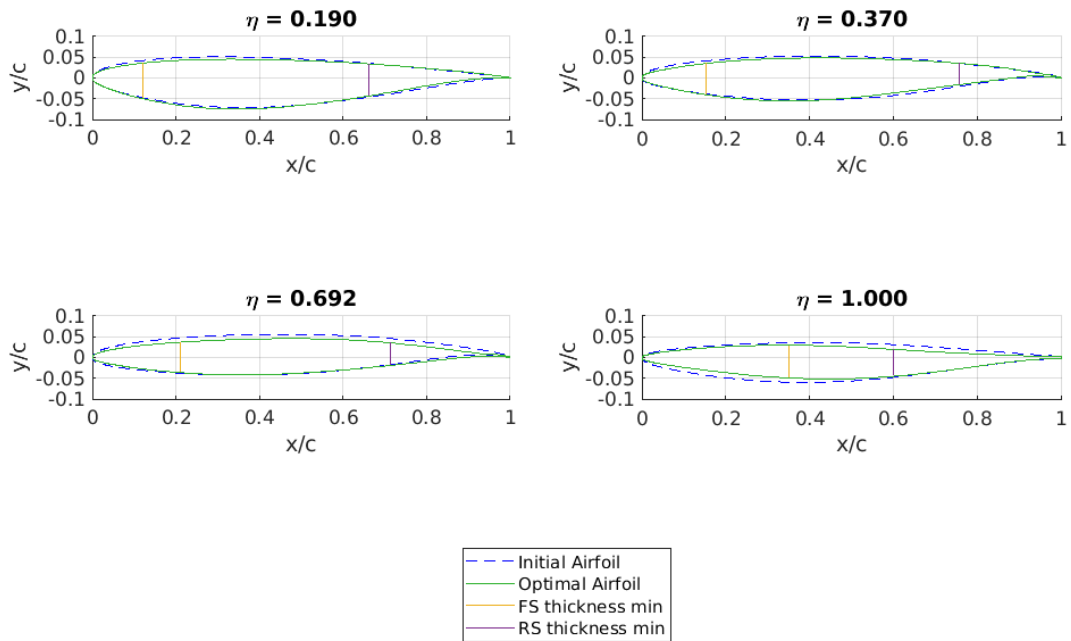 η = 0.190
0.1
0.05
0
-0.05
-0.1
y/c
0 0.2 0.4 0.6 0.8 1
x/c
η = 0.370
0.1
0.05
0
-0.05
-0.1
y/c
0 0.2 0.4 0.6 0.8 1
x/c
η = 0.692
0.1
0.05
0
-0.05
-0.1
y/c
0 0.2 0.4 0.6 0.8 1
x/c
η = 1.000
0.1
0.05
0
-0.05
-0.1
y/c
0 0.2 0.4 0.6 0.8 1
x/c
Initial Airfoil
Optimal Airfoil
FS thickness min
RS thickness min